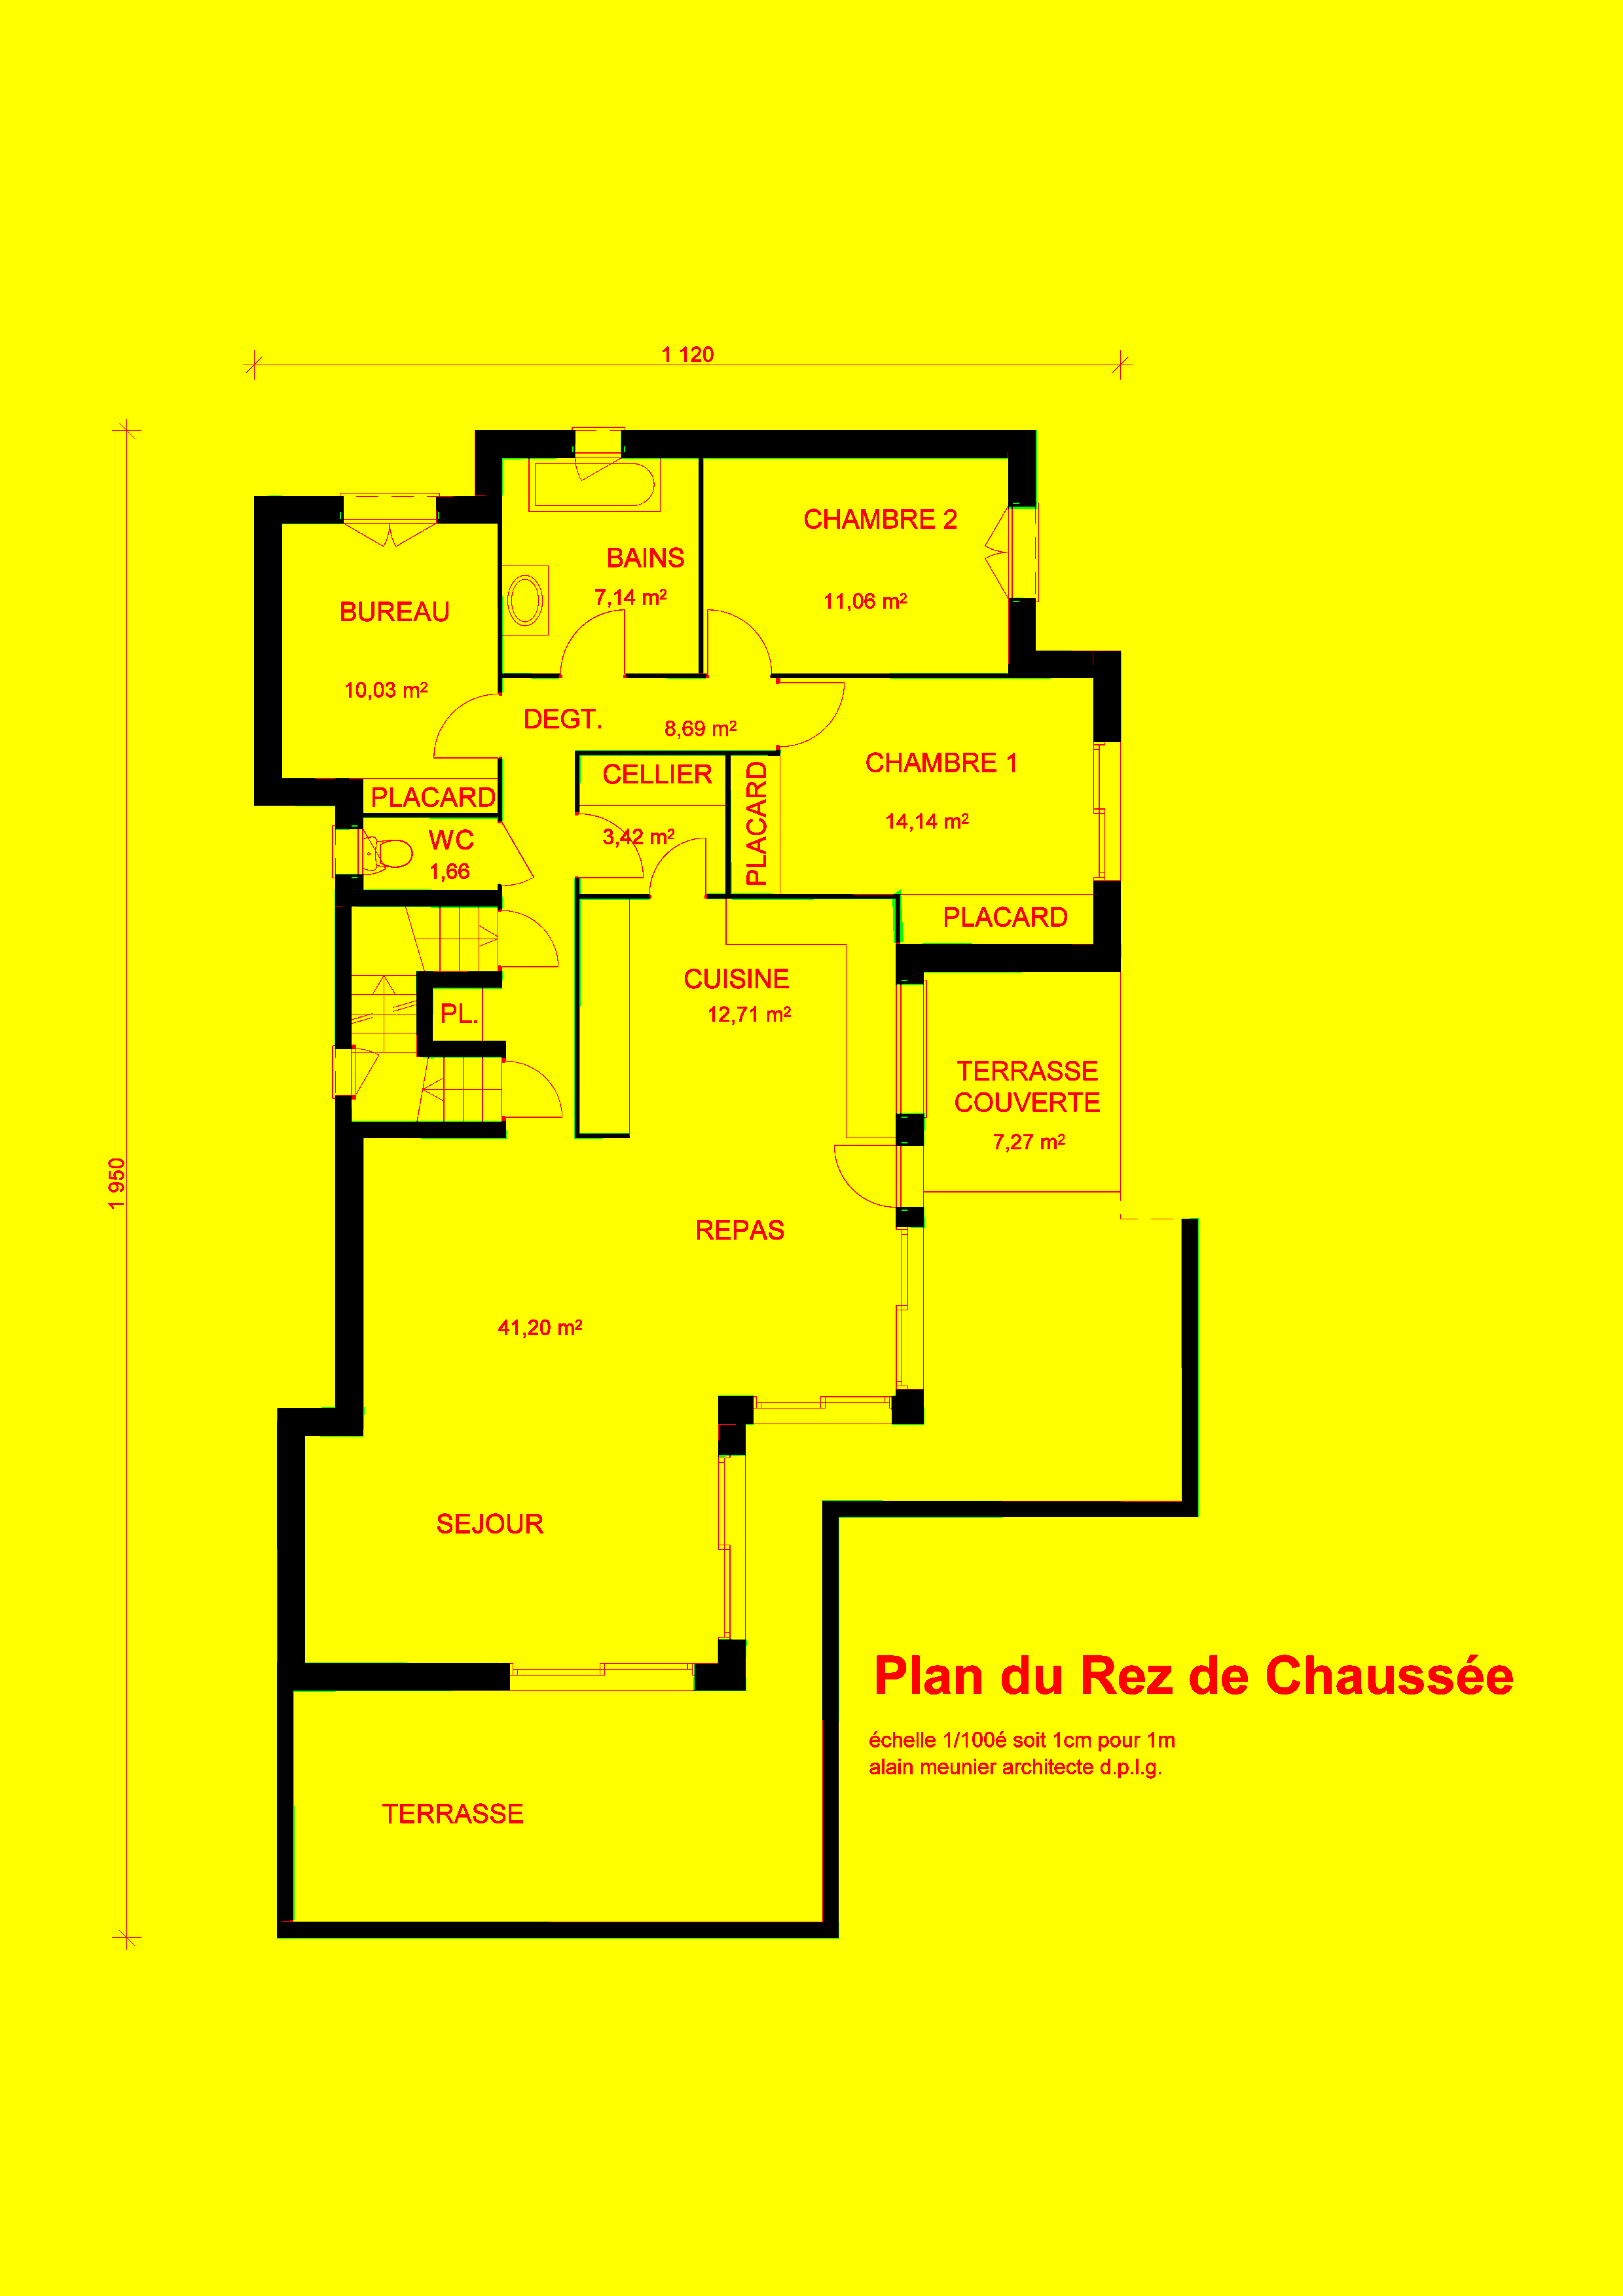 1 120
CHAMBRE 2
BAINS
7,14 m²
11,06 m²
BUREAU
10,03 m²
DEGT.
8,69 m²
CHAMBRE 1
CELLIER
PLACARD
PLACARD
14,14 m²
3,42 m²
WC
1,66
PLACARD
CUISINE
12,71 m²
PL.
TERRASSE
COUVERTE
7,27 m²
1 950
REPAS
41,20 m²
SEJOUR
Plan du Rez de Chaussée
échelle 1/100é soit 1cm pour 1m
alain meunier architecte d.p.l.g.
TERRASSE